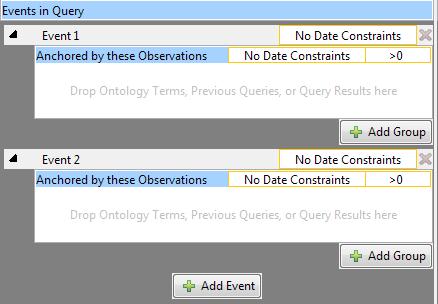 Events in Query
Event 1 No Date Constraints
Anchored by these Observations No Date Constraints >0
Drop Ontology Terms, Previous Queries, or Query Results here
Add Group
Event 2 No Date Constraints
Anchored by these Observations No Date Constraints >0
Drop Ontology Terms, Previous Queries, or Query Results here
Add Group
Add Event